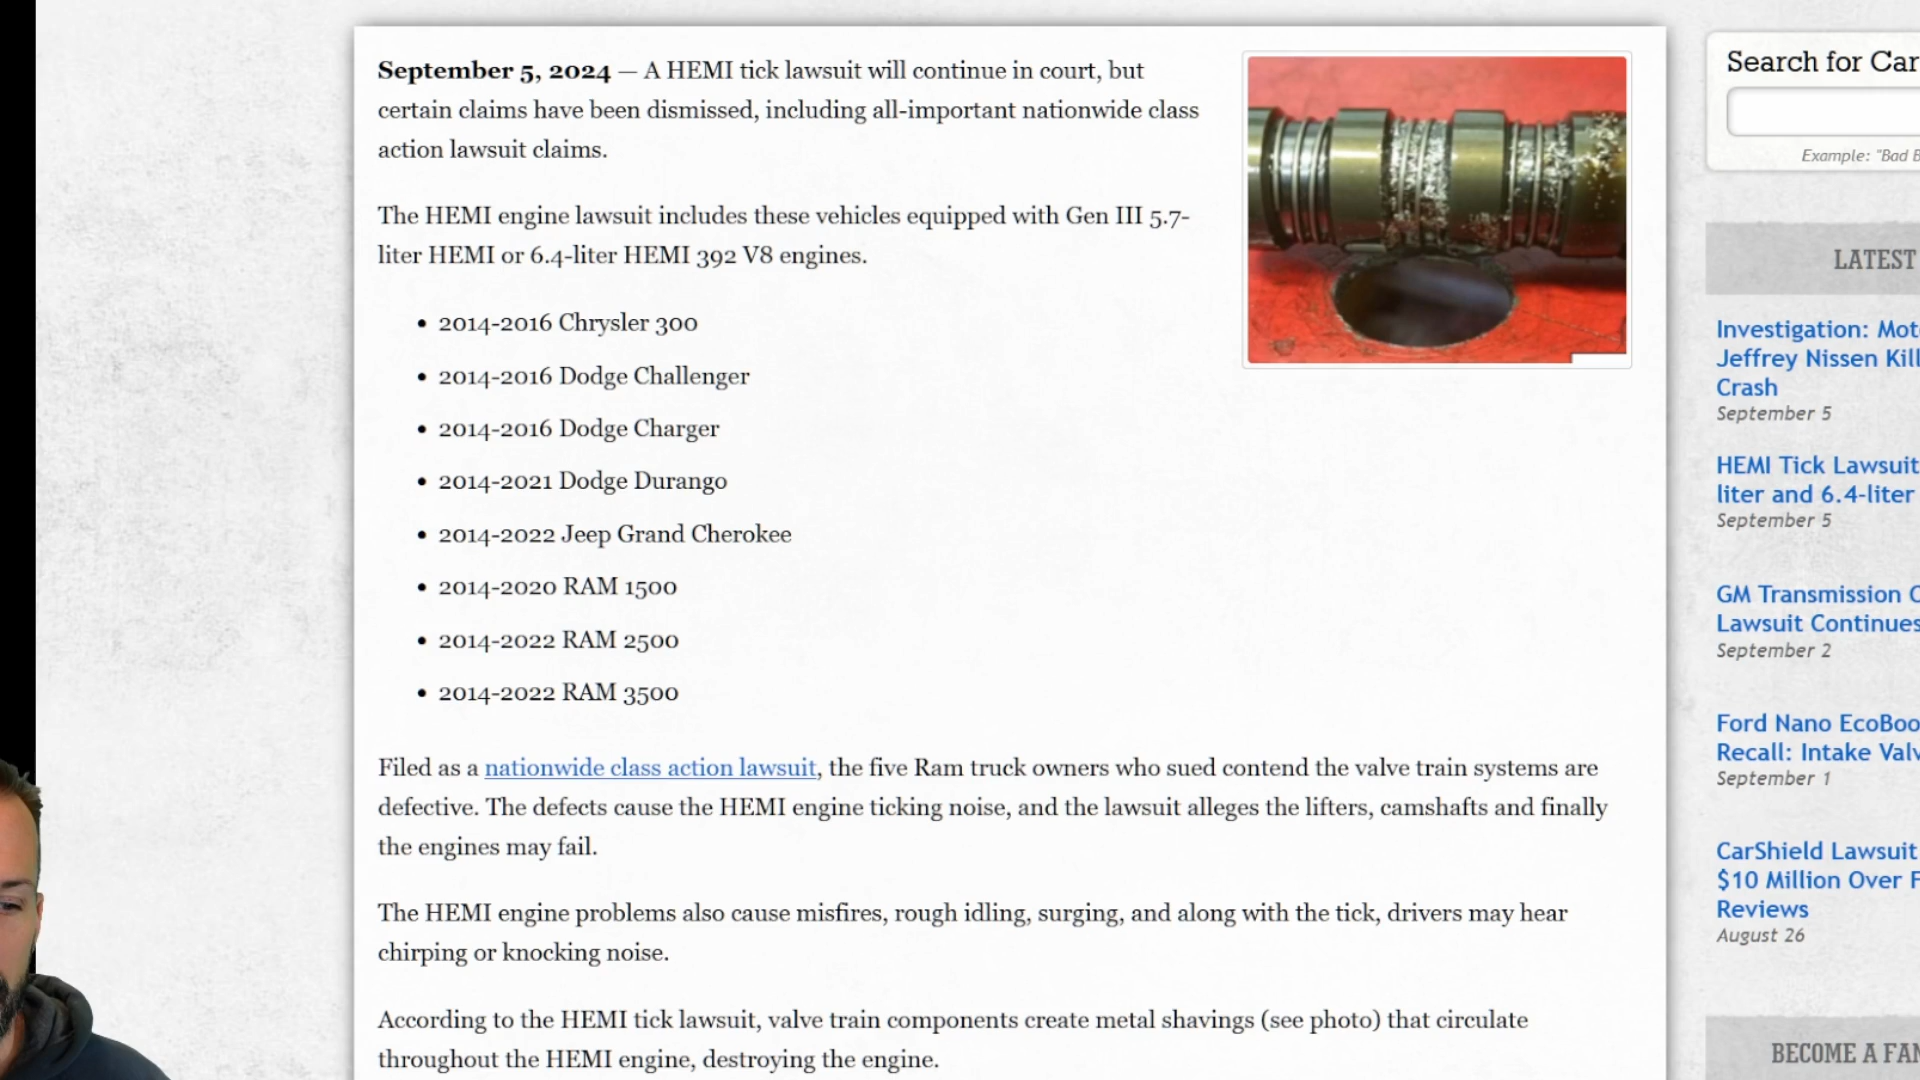 September 5, 2024 — A HEMI tick lawsuit will continue in court, but
certain claims have been dismissed, including all-important nationwide class
action lawsuit claims.
The HEMI engine lawsuit includes these vehicles equipped with Gen III 5.7-
liter HEMI or 6.4-liter HEMI 392 V8 engines.
• 2014-2016 Chrysler 300
• 2014-2016 Dodge Challenger
• 2014-2016 Dodge Charger
• 2014-2021 Dodge Durango
• 2014-2022 Jeep Grand Cherokee
• 2014-2020 RAM 1500
• 2014-2022 RAM 2500
• 2014-2022 RAM 3500
Filed as a nationwide class action lawsuit, the five Ram truck owners who sued contend the valve train systems are
defective. The defects cause the HEMI engine ticking noise, and the lawsuit alleges the lifters, camshafts and finally
the engines may fail.
The HEMI engine problems also cause misfires, rough idling, surging, and along with the tick, drivers may hear
chirping or knocking noise.
According to the HEMI tick lawsuit, valve train components create metal shavings (see photo) that circulate
throughout the HEMI engine, destroying the engine.
Search for Car
Example: "Bad B
LATEST
Investigation: Mot
Jeffrey Nissen Kill
Crash
September 5
HEMI Tick Lawsuit
liter and 6.4-liter
September 5
GM Transmission C
Lawsuit Continues
September 2
Ford Nano EcoBoo
Recall: Intake Valv
September 1
CarShield Lawsuit
$10 Million Over F
Reviews
August 26
BECOME A FAN